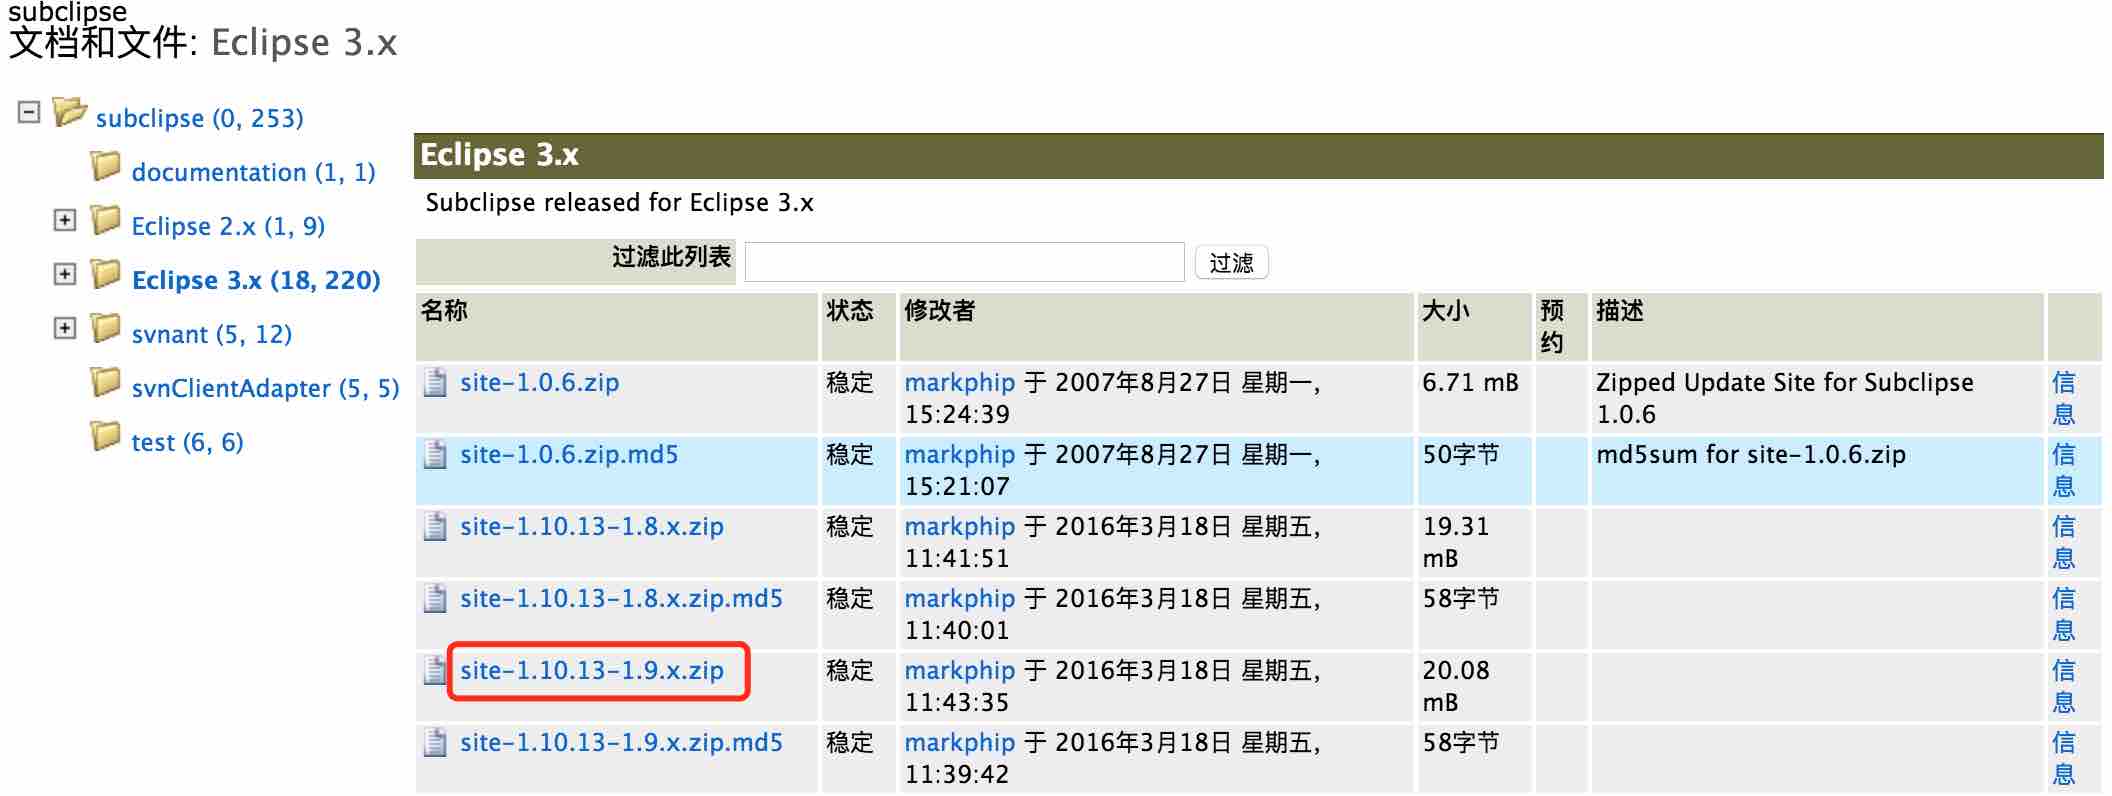 subclipse
文档和文件: Eclipse 3.x
subclipse (0, 253)
documentation (1, 1)
Eclipse 2.x (1, 9)
Eclipse 3.x (18, 220)
svnant (5, 12)
svnClientAdapter (5, 5)
test (6, 6)
Eclipse 3.x
Subclipse released for Eclipse 3.x
过滤此列表 过滤
名称 状态 修改者 大小 预 描述
约
site-1.0.6.zip 稳定 markphip 于 2007年8月27日 星期一, 6.71 mB Zipped Update Site for Subclipse 信
15:24:39 1.0.6 息
site-1.0.6.zip.md5 稳定 markphip 于 2007年8月27日 星期一, 50字节 md5sum for site-1.0.6.zip 信
15:21:07 息
site-1.10.13-1.8.x.zip 稳定 markphip 于 2016年3月18日 星期五, 19.31 信
11:41:51 mB 息
site-1.10.13-1.8.x.zip.md5 稳定 markphip 于 2016年3月18日 星期五, 58字节 信
11:40:01 息
site-1.10.13-1.9.x.zip 稳定 markphip 于 2016年3月18日 星期五, 20.08 信
11:43:35 mB 息
site-1.10.13-1.9.x.zip.md5 稳定 markphip 于 2016年3月18日 星期五, 58字节 信
11:39:42 息